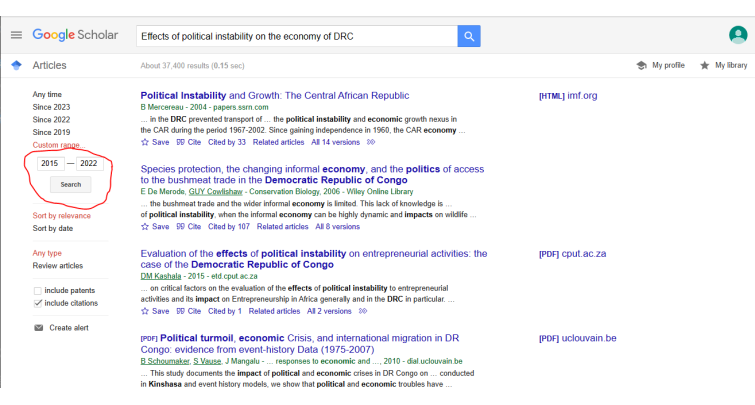 Google Scholar
Effects of political instability on the economy of DRC
Articles
About 37,400 results (0.15 sec)
My profile
My library
Any time
Since 2023
Since 2022
Since 2019
Custom range...
2015 — 2022
Search
Sort by relevance
Sort by date
Any type
Review articles
include patents
include citations
Create alert
Political Instability and Growth: The Central African Republic
B Mercereau - 2004 - papers.ssrn.com
... in the DRC prevented transport of ... the political instability and economic growth nexus in
the CAR during the period 1967-2002. Since gaining independence in 1960, the CAR economy ...
Save Cite Cited by 33 Related articles All 14 versions
[HTML] imf.org
Species protection, the changing informal economy, and the politics of access
to the bushmeat trade in the Democratic Republic of Congo
E De Merode, GUY Cowlishaw - Conservation Biology, 2006 - Wiley Online Library
... the bushmeat trade and the wider informal economy is limited. This lack of knowledge is ...
of political instability, when the informal economy can be highly dynamic and impacts on wildlife ...
Save Cite Cited by 107 Related articles All 8 versions
Evaluation of the effects of political instability on entrepreneurial activities: the
case of the Democratic Republic of Congo
DM Kashala - 2015 - etd.cput.ac.za
... on critical factors on the evaluation of the effects of political instability to entrepreneurial
activities and its impact on Entrepreneurship in Africa generally and in the DRC in particular. ...
Save Cite Cited by 1 Related articles All 2 versions
[PDF] cput.ac.za
[PDF] Political turmoil, economic Crisis, and international migration in DR
Congo: evidence from event-history Data (1975-2007)
B Schoumaker, S Vause, J Mangalu - ... responses to economic and ..., 2010 - dial.uclouvain.be
... This study documents the impact of political and economic crises in DR Congo on ... conducted
in Kinshasa and event history models, we show that political and economic troubles have ...
[PDF] uclouvain.be